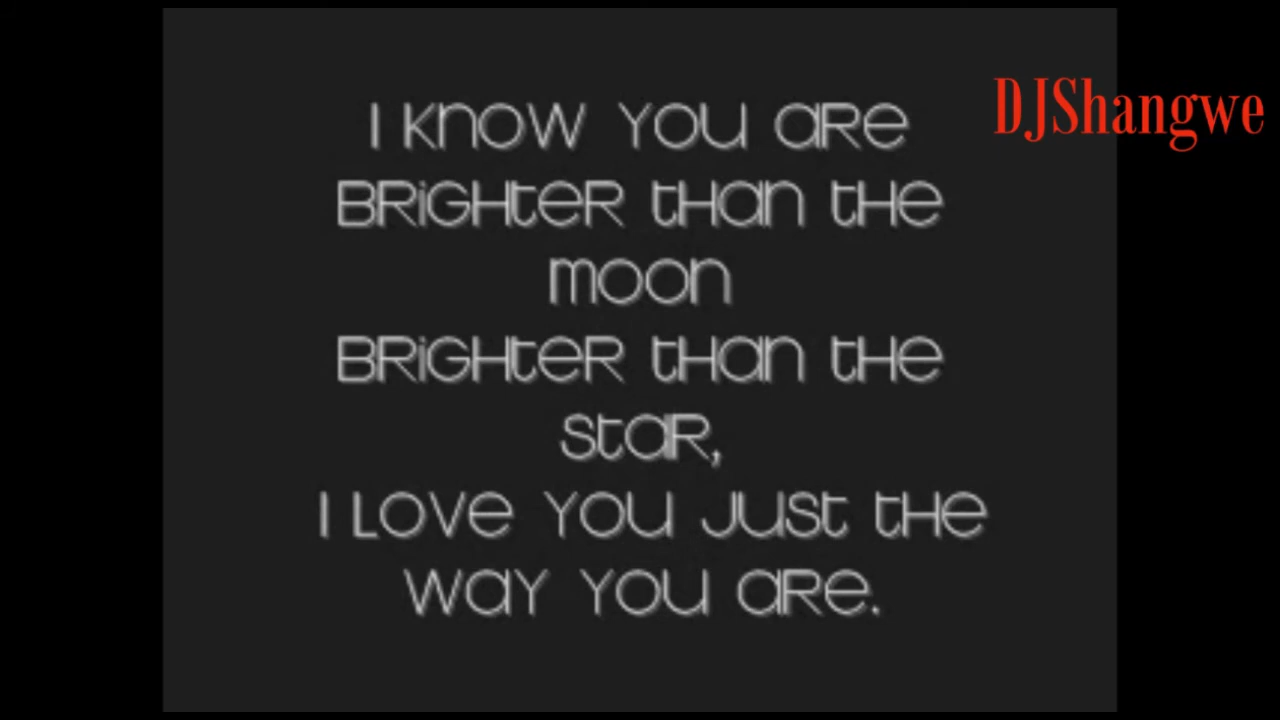 I know you are
DJShangwe
brighter than the
moon
brighter than the
star,
I love you just the
way you are.